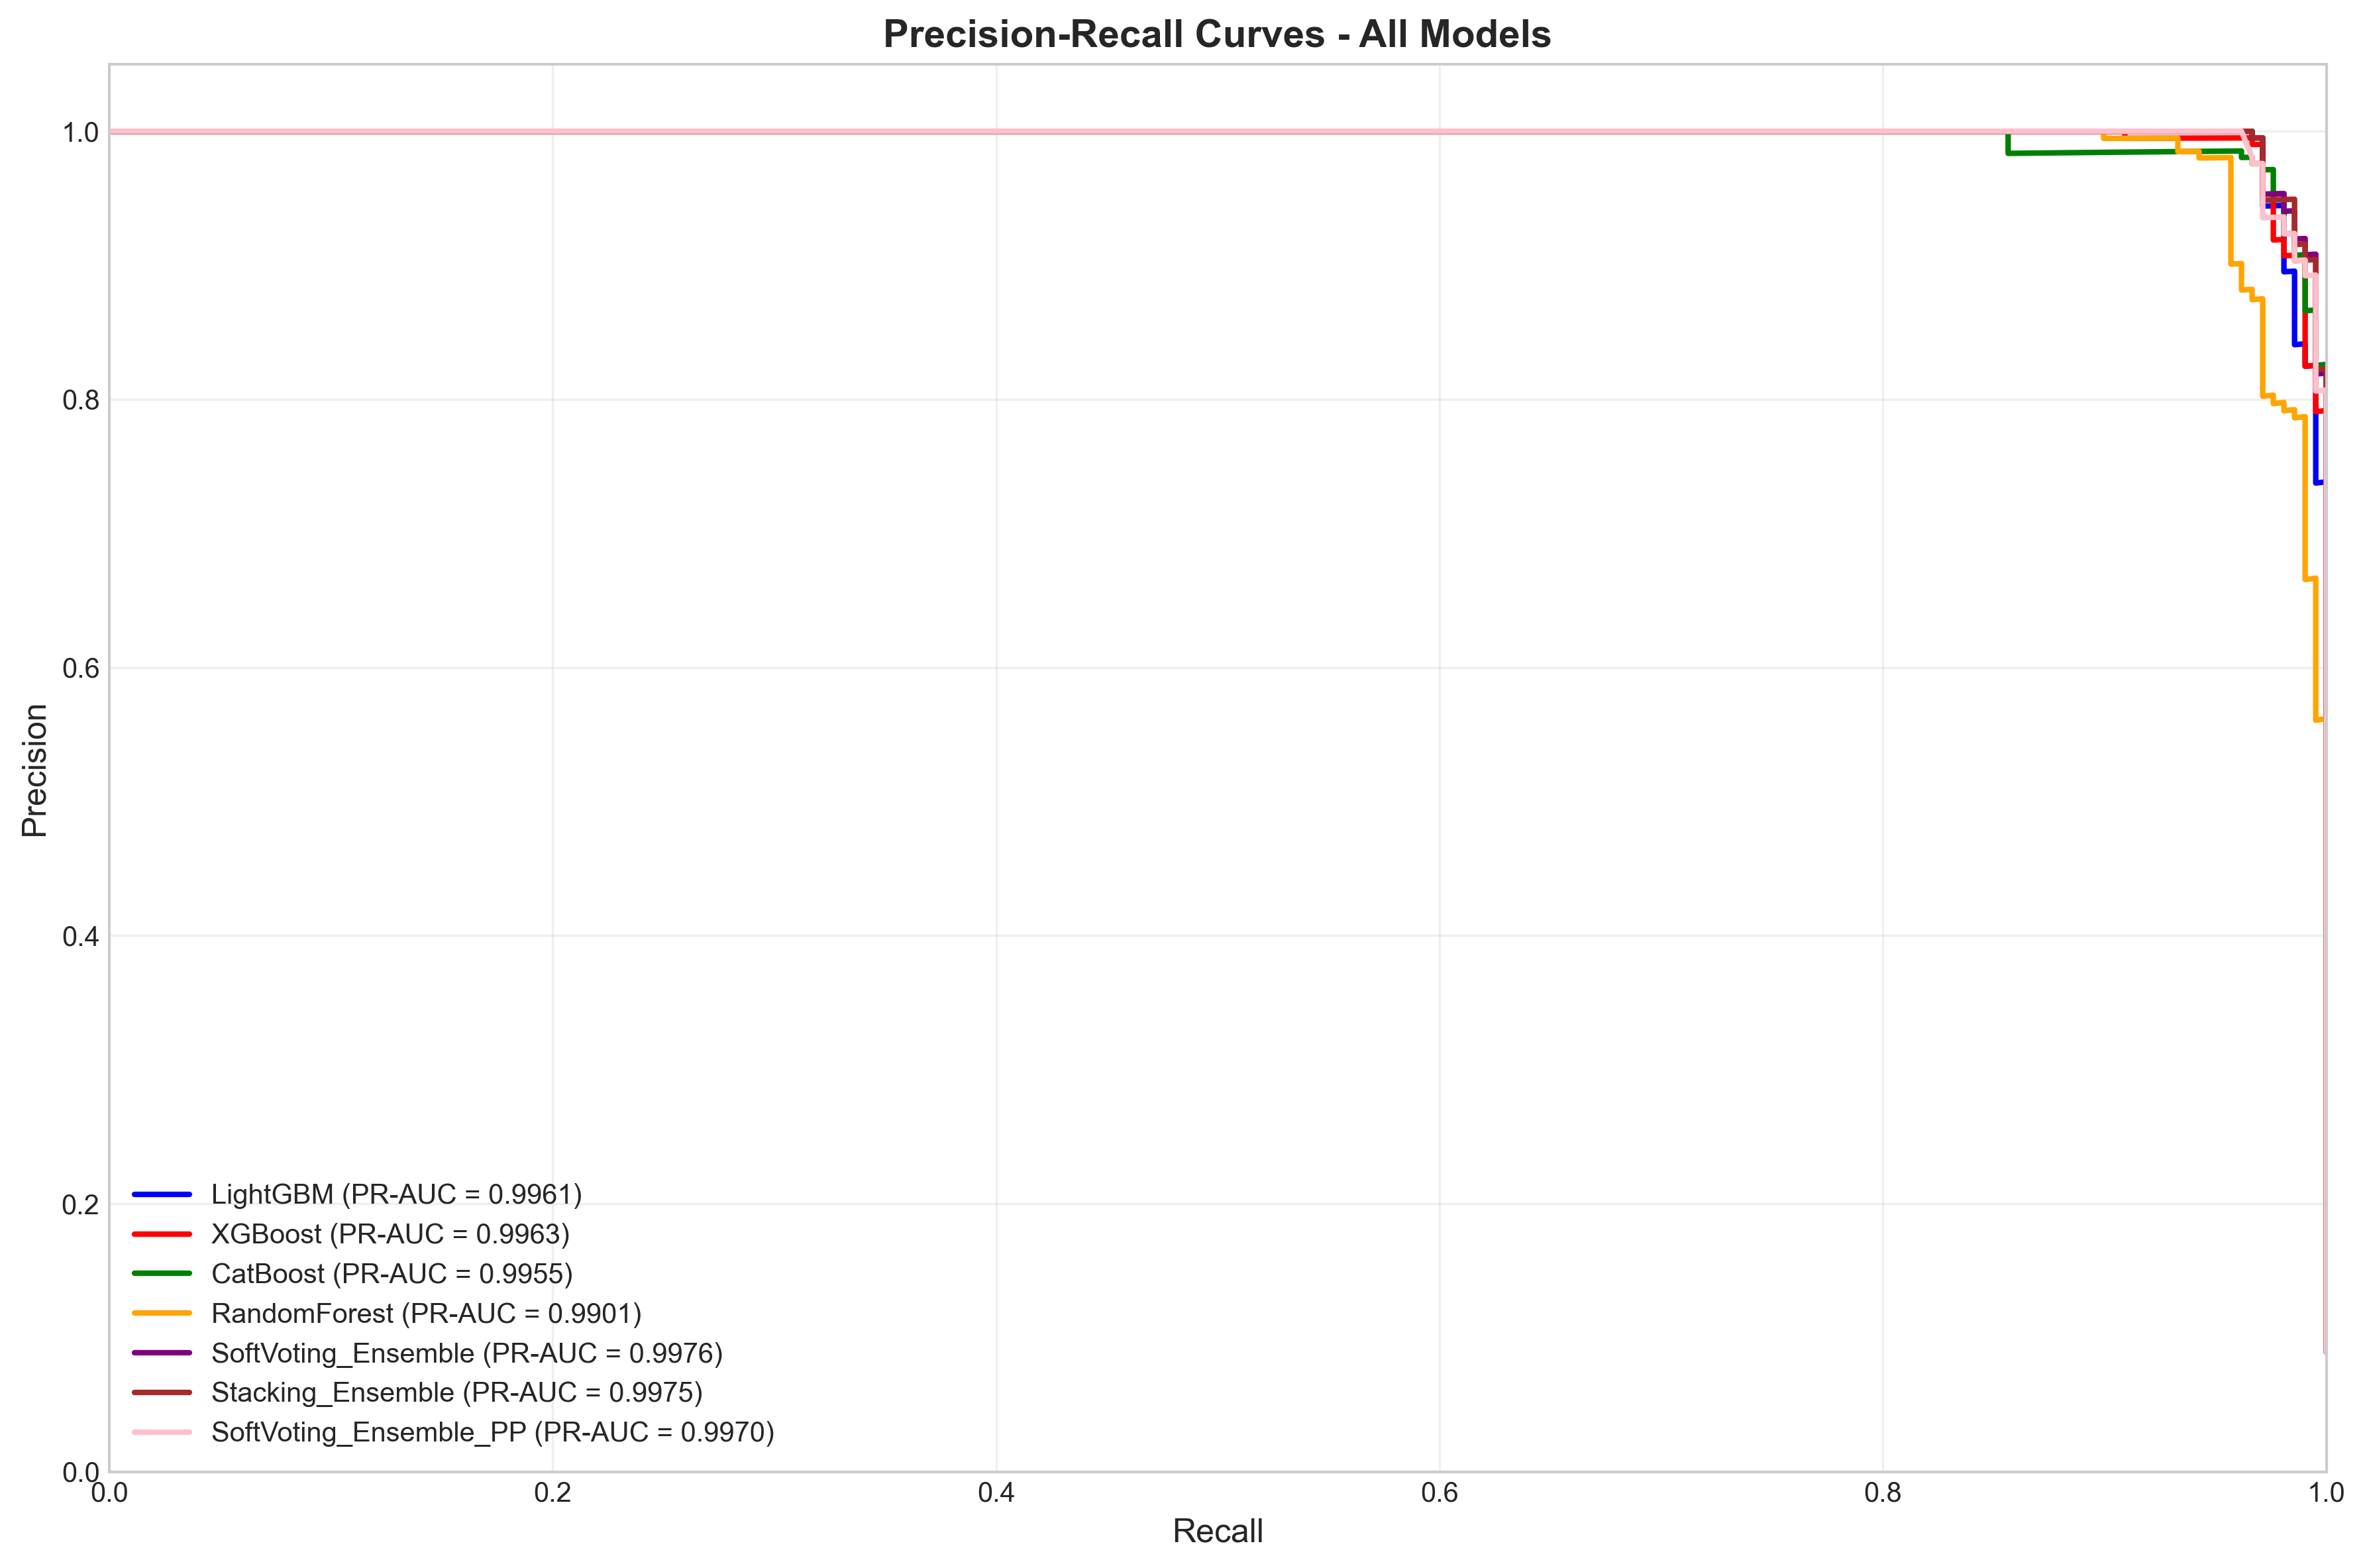 Precision-Recall Curves - All Models
1.0
0.8
0.6
0.4
0.2
0.0
Precision
LightGBM (PR-AUC = 0.9961)
XGBoost (PR-AUC = 0.9963)
CatBoost (PR-AUC = 0.9955)
RandomForest (PR-AUC = 0.9901)
SoftVoting_Ensemble (PR-AUC = 0.9976)
Stacking_Ensemble (PR-AUC = 0.9975)
SoftVoting_Ensemble_PP (PR-AUC = 0.9970)
0.0 0.2 0.4 0.6 0.8 1.0
Recall